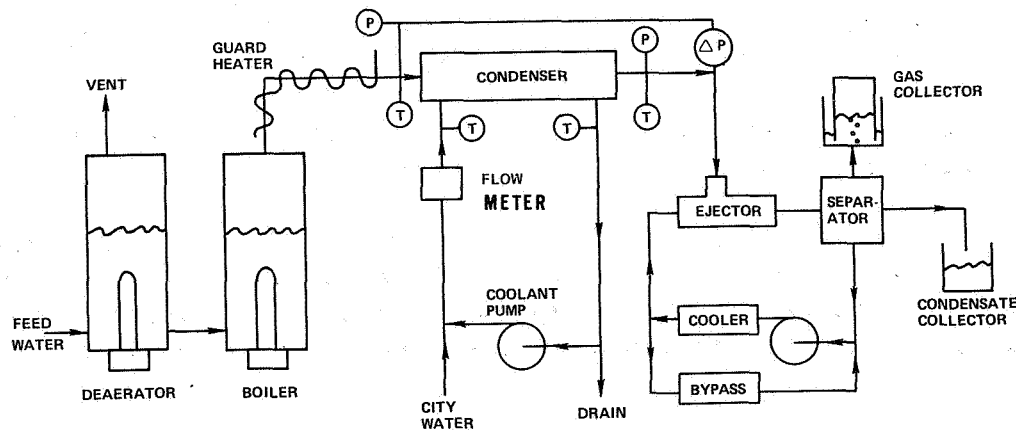 P
△ P
GUARD
HEATER
P
VENT
CONDENSER
GAS
COLLECTOR
T
T
T
T
FLOW
METER
EJECTOR
SEPAR-
ATOR
COOLANT
PUMP
FEED
WATER
COOLER
CONDENSATE
COLLECTOR
BYPASS
DEAERATOR
BOILER
CITY
WATER
DRAIN